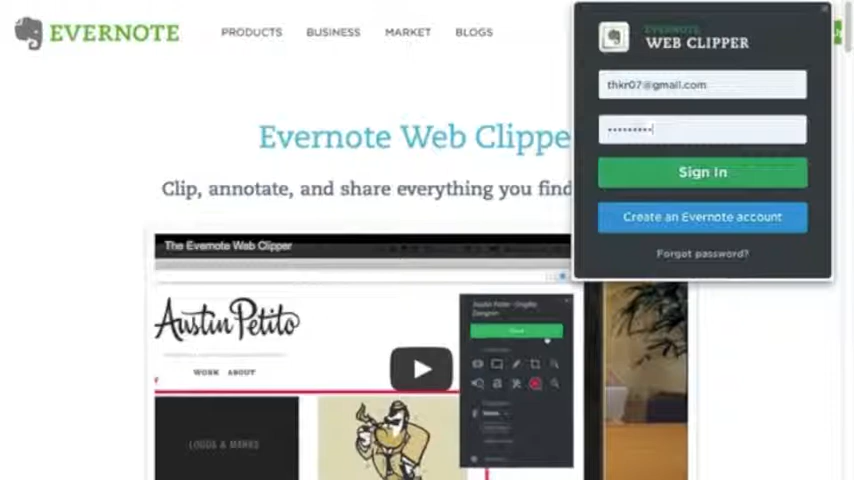 EVERNOTE
PRODUCTS BUSINESS MARKET BLOGS
EVERNOTE
WEB CLIPPER
thkr07@gmail.com
Sign In
Create an Evernote account
Forgot password?
Evernote Web Clippe
Clip, annotate, and share everything you find
The Evernote Web Clipper
Austin Petito
WORK ABOUT
LOGOS & MARKS